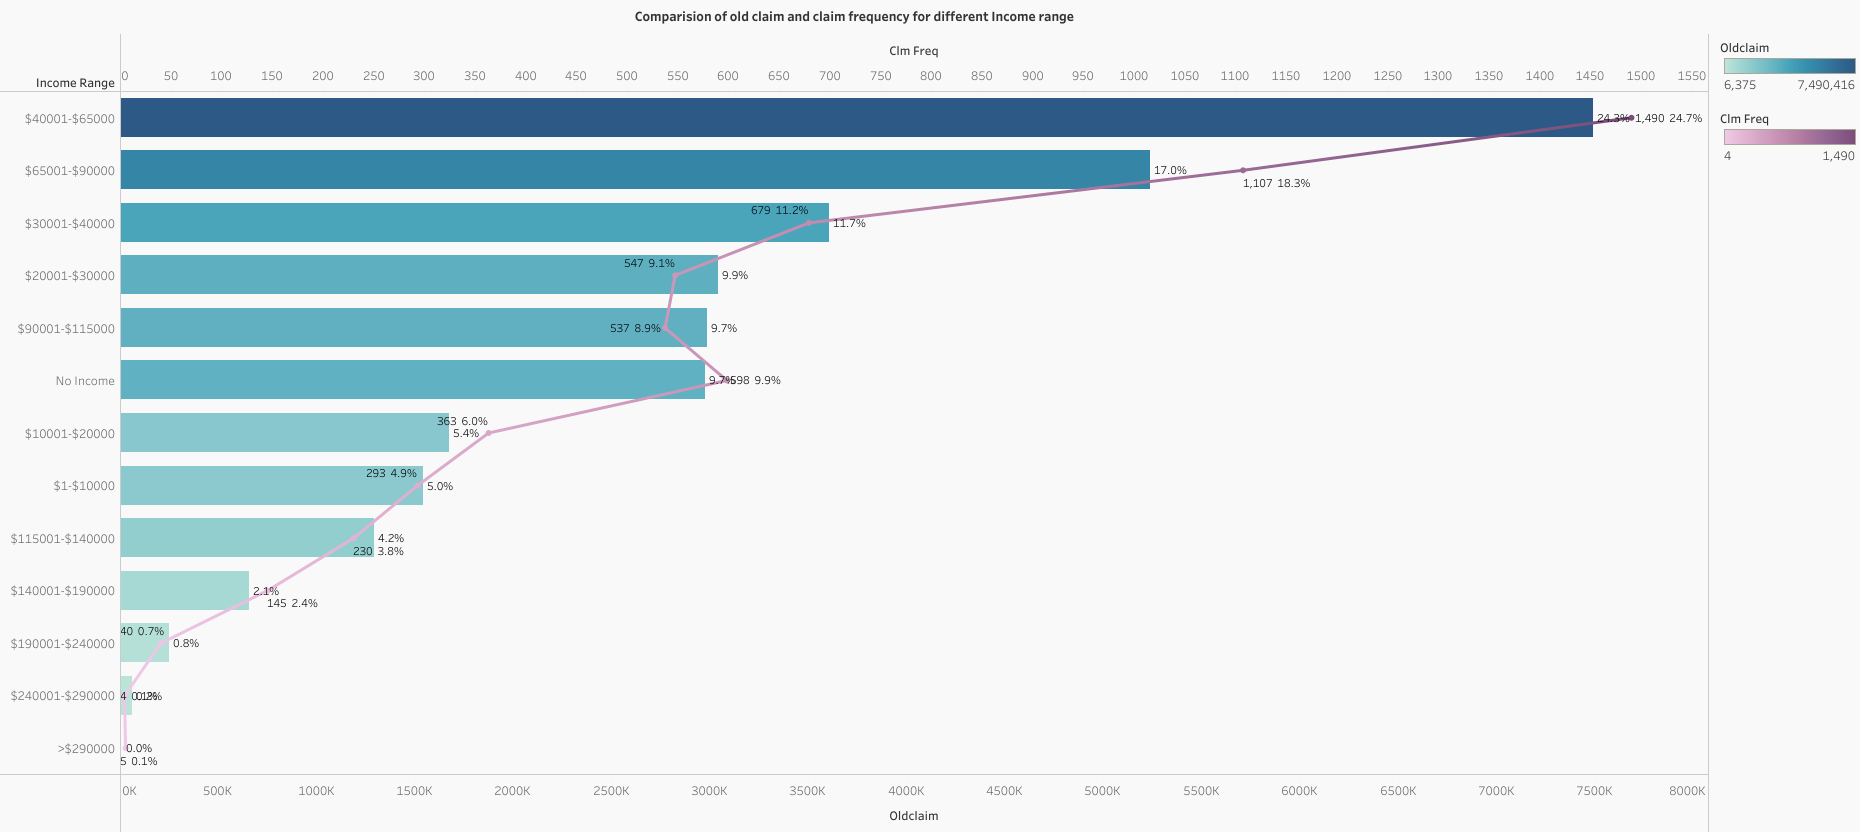 Comparision of old claim and claim frequency for different Income range
Clm Freq
0 50 100 150 200 250 300 350 400 450 500 550 600 650 700 750 800 850 900 950 1000 1050 1100 1150 1200 1250 1300 1350 1400 1450 1500 1550
Income Range
$40001-$65000 24.3% 1,490 24.7%
$65001-$90000 17.0%
1,107 18.3%
679 11.2%
$30001-$40000 11.7%
547 9.1%
$20001-$30000 9.9%
$90001-$115000 537 8.9% 9.7%
No Income 9.7% 598 9.9%
363 6.0%
$10001-$20000 5.4%
293 4.9%
$1-$10000 5.0%
$115001-$140000 4.2%
230 3.8%
$140001-$190000 2.1%
145 2.4%
40 0.7%
$190001-$240000 0.8%
$240001-$290000 4
>$290000 0.0%
5 0.1%
0K 500K 1000K 1500K 2000K 2500K 3000K 3500K 4000K 4500K 5000K 5500K 6000K 6500K 7000K 7500K 8000K
Oldclaim
Oldclaim
6,375 7,490,416
Clm Freq
4 1,490